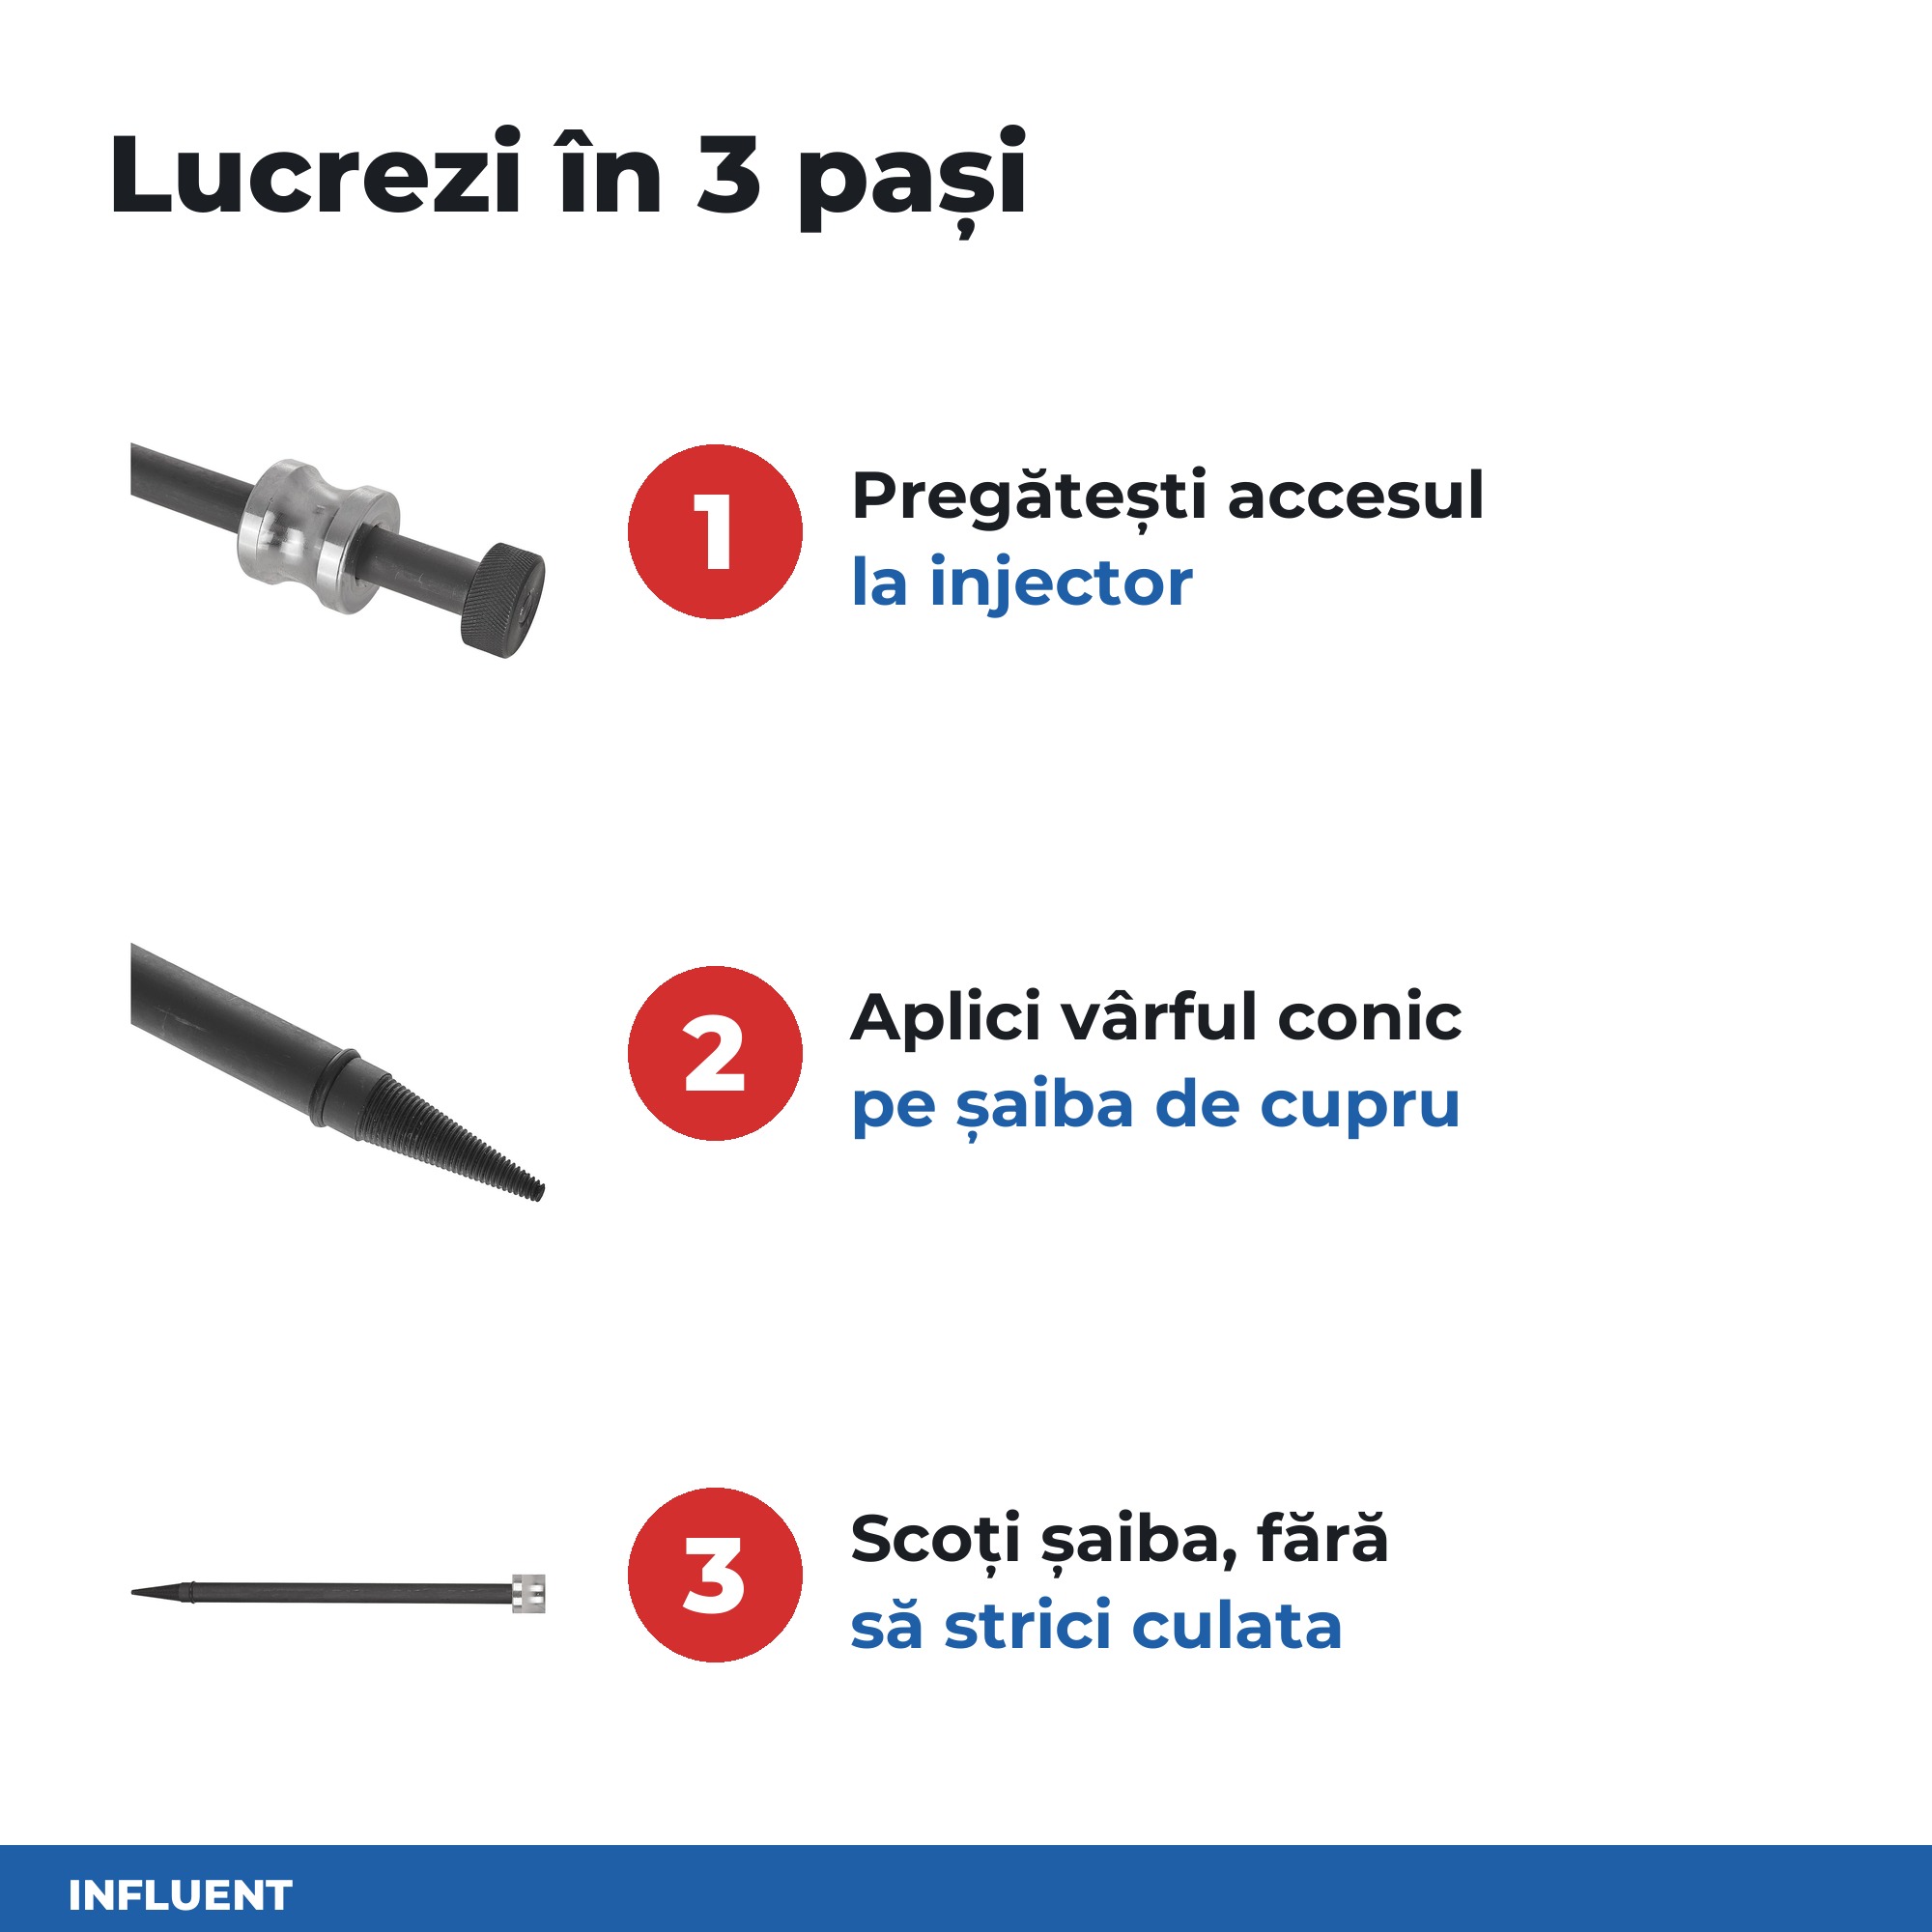 Lucrezi în 3 pași
1
Pregătești accesul
la injector
2
Aplici vârful conic
pe șaiba de cupru
3
Scoți șaiba, fără
să strici culata
INFLUENT